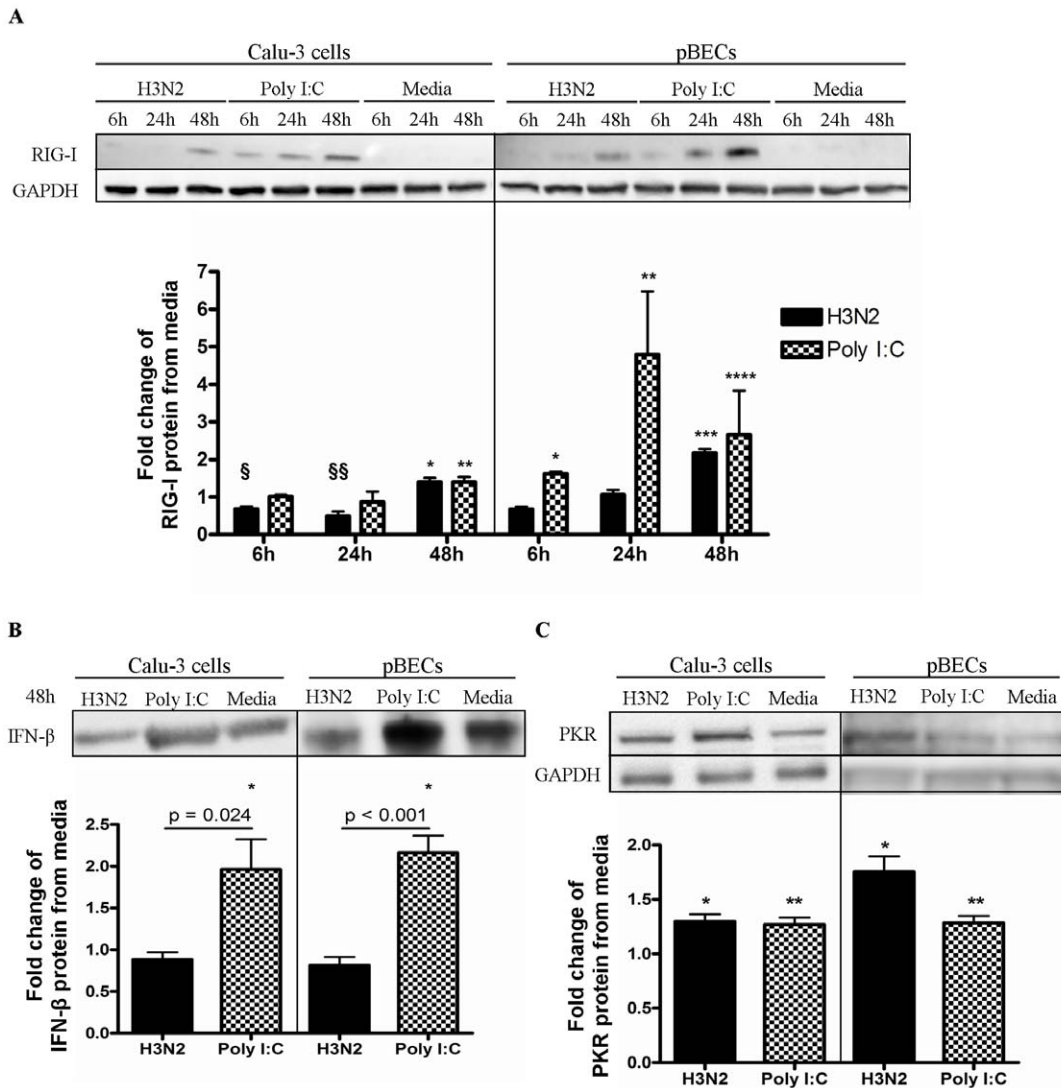 A
Calu-3 cells pBECs
H3N2 Poly I:C Media H3N2 Poly I:C Media
6h 24h 48h 6h 24h 48h 6h 24h 48h 6h 24h 48h 6h 24h 48h 6h 24h 48h
RIG-I
GAPDH
Fold change of
RIG-I protein from media
7
6
5
4
3
2
1
0
§ §§ * ** * ** *** ****
H3N2
Poly I:C
6h 24h 48h 6h 24h 48h
B
Calu-3 cells pBECs
48h H3N2 Poly I:C Media H3N2 Poly I:C Media
IFN-β
* *
p = 0.024 p < 0.001
Fold change of
IFN-β protein from media
2.5
2.0
1.5
1.0
0.5
0.0
H3N2 Poly I:C H3N2 Poly I:C
C
Calu-3 cells pBECs
H3N2 Poly I:C Media H3N2 Poly I:C Media
PKR
GAPDH
Fold change of
PKR protein from media
2.0
1.5
1.0
0.5
0.0
* ** * **
H3N2 Poly I:C H3N2 Poly I:C